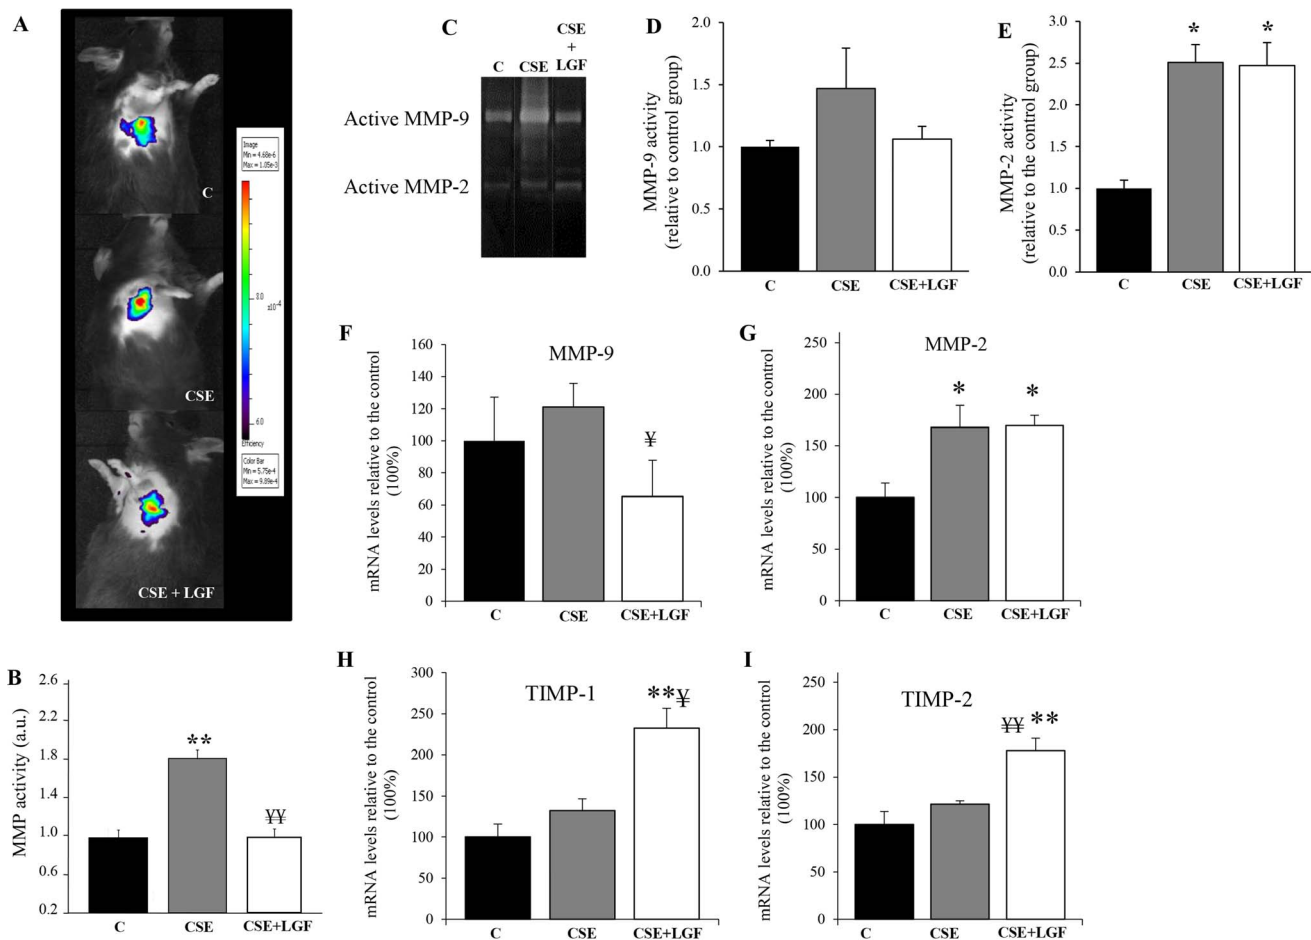 A
C
Image
Min = 4.68e-6
Max = 1.05e-3
8.0
x10⁻⁴
6.0
Efficiency
Color Bar
Min = 5.75e-4
Max = 9.89e-4
CSE
CSE + LGF
B
MMP activity (a.u.)
2.6
2.2
1.8
1.4
1.0
0.6
0.2
**
¥¥
C
CSE
CSE+LGF
C
C
CSE
CSE
+
LGF
Active MMP-9
Active MMP-2
D
MMP-9 activity
(relative to control group)
2.0
1.5
1.0
0.5
0.0
C
CSE
CSE+LGF
E
MMP-2 activity
(relative to the control group)
3.0
2.5
2.0
1.5
1.0
0.5
0.0
*
*
C
CSE
CSE+LGF
F
MMP-9
mRNA levels relative to the control
(100%)
160
140
120
100
80
60
40
20
0
¥
C
CSE
CSE+LGF
G
MMP-2
mRNA levels relative to the control
(100%)
250
200
150
100
50
0
*
*
C
CSE
CSE+LGF
H
TIMP-1
mRNA levels relative to the control
(100%)
300
250
200
150
100
50
0
**¥
C
CSE
CSE+LGF
I
TIMP-2
mRNA levels relative to the control
(100%)
250
200
150
100
50
0
¥¥ **
C
CSE
CSE+LGF